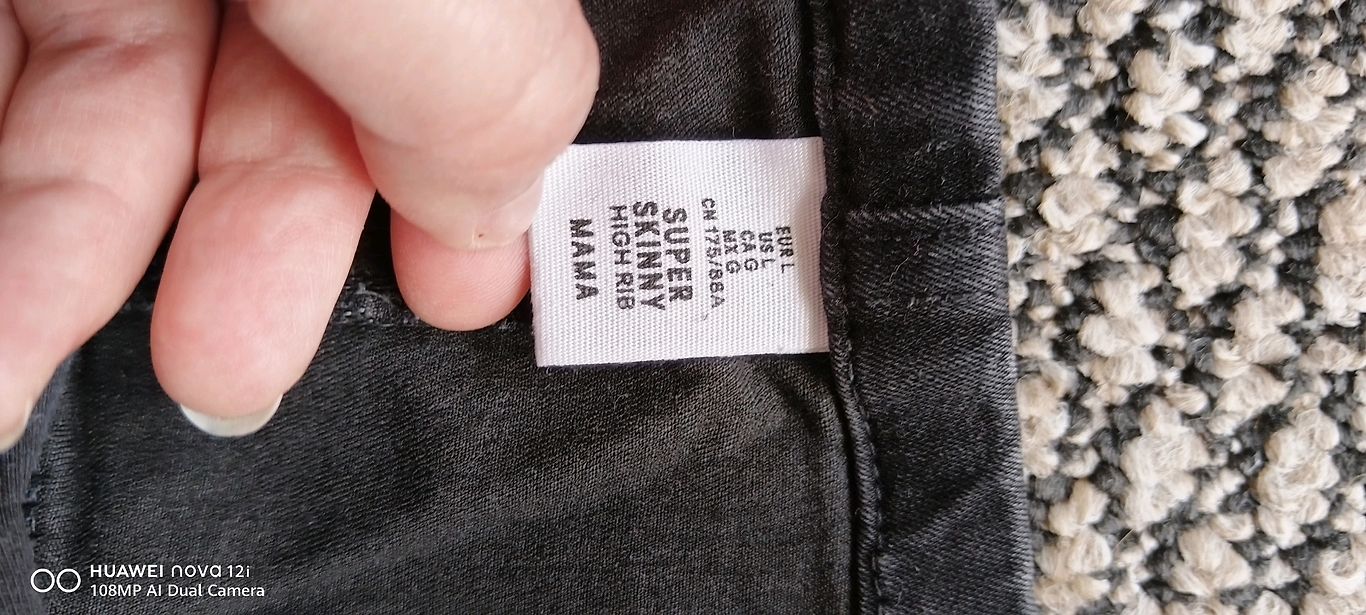 EUR L
US L
CA G
MX G
CN 175/88A
SUPER
SKINNY
HIGH RIB
MAMA
HUAWEI nova 12i
108MP AI Dual Camera